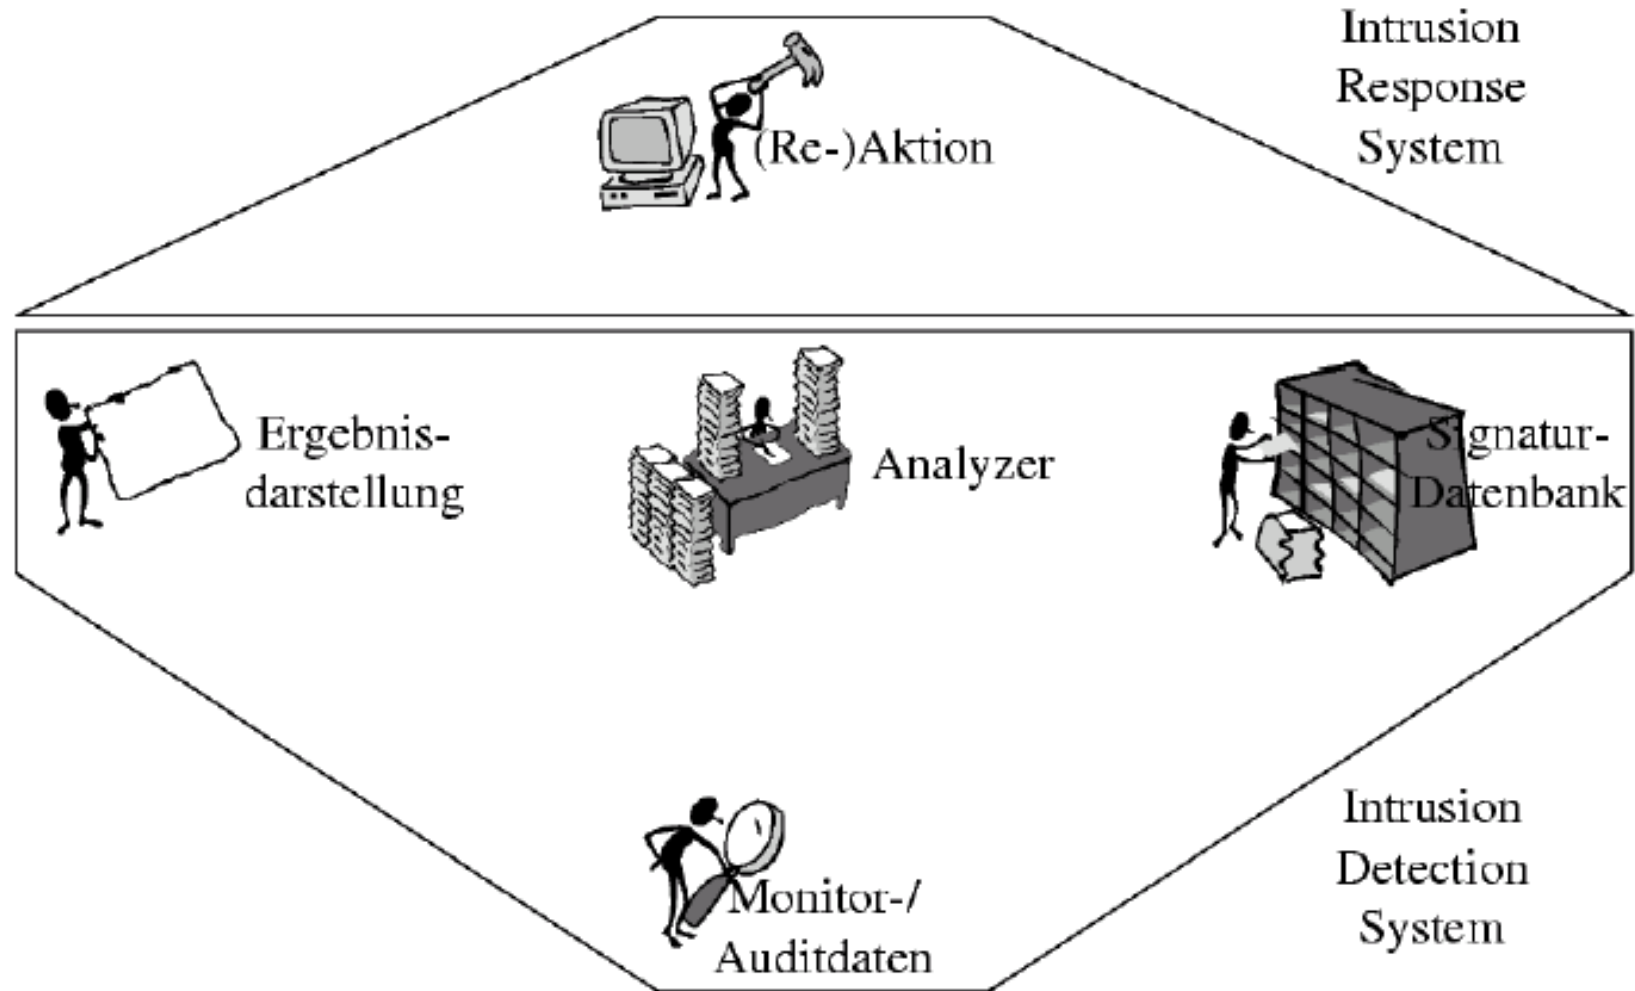 Intrusion
Response
System
(Re-)Aktion
Ergebnis-
darstellung
Analyzer
Signatur-
Datenbank
Monitor-/
Auditdaten
Intrusion
Detection
System